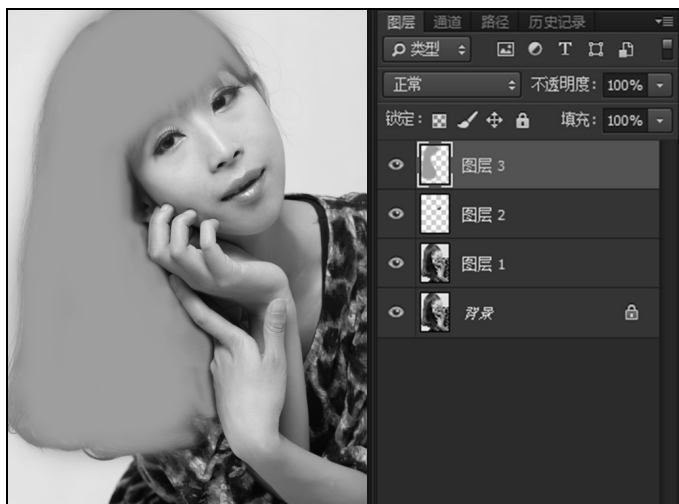 图层 通道 路径 历史记录
类型
正常 不透明度: 100%
锁定: 填充: 100%
图层 3
图层 2
图层 1
背景